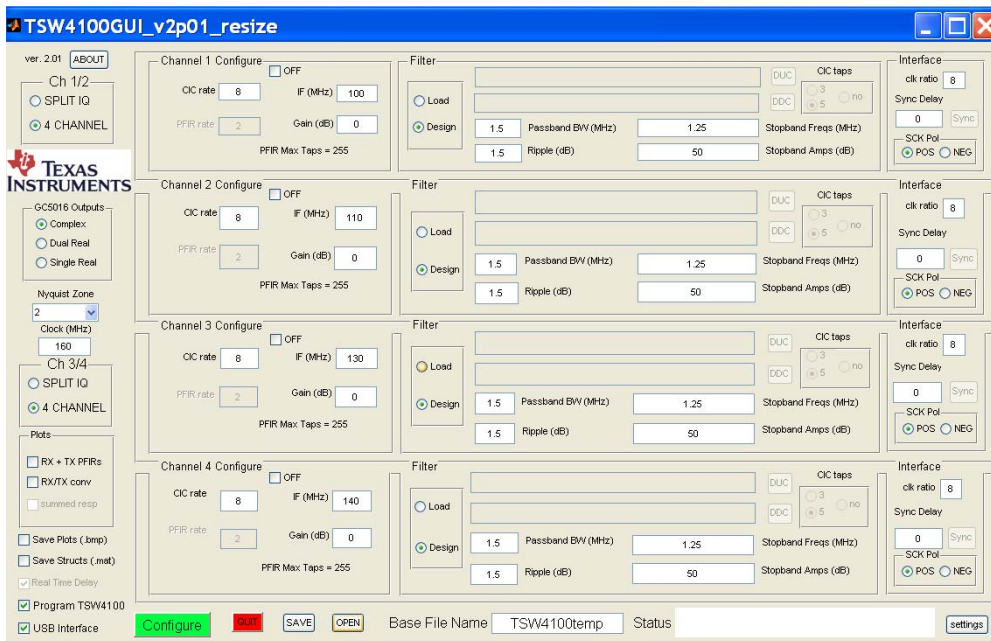 TSW4100GUI_v2p01_resize
ver. 2.01 ABOUT
Ch 1/2
SPLIT IQ
4 CHANNEL
TEXAS INSTRUMENTS
GC5016 Outputs
Complex
Dual Real
Single Real
Nyquist Zone
2
Clock (MHz)
160
Ch 3/4
SPLIT IQ
4 CHANNEL
Plots
RX + TX PFIRs
RX/TX conv
summed resp
Save Plots (.bmp)
Save Structs (.mat)
Real Time Delay
Program TSW4100
USB Interface
Channel 1 Configure
OFF
CIC rate 8 IF (MHz) 100
PFIR rate 2 Gain (dB) 0
PFIR Max Taps = 255
Filter
Load
Design
DUC
DDC
CIC taps
3 no
5
1.5 Passband BW (MHz) 1.25 Stopband Freqs (MHz)
1.5 Ripple (dB) 50 Stopband Amps (dB)
Interface
clk ratio 8
Sync Delay
0 Sync
SCK Pol
POS NEG
Channel 2 Configure
OFF
CIC rate 8 IF (MHz) 110
PFIR rate 2 Gain (dB) 0
PFIR Max Taps = 255
Filter
Load
Design
DUC
DDC
CIC taps
3 no
5
1.5 Passband BW (MHz) 1.25 Stopband Freqs (MHz)
1.5 Ripple (dB) 50 Stopband Amps (dB)
Interface
clk ratio 8
Sync Delay
0 Sync
SCK Pol
POS NEG
Channel 3 Configure
OFF
CIC rate 8 IF (MHz) 130
PFIR rate 2 Gain (dB) 0
PFIR Max Taps = 255
Filter
Load
Design
DUC
DDC
CIC taps
3 no
5
1.5 Passband BW (MHz) 1.25 Stopband Freqs (MHz)
1.5 Ripple (dB) 50 Stopband Amps (dB)
Interface
clk ratio 8
Sync Delay
0 Sync
SCK Pol
POS NEG
Channel 4 Configure
OFF
CIC rate 8 IF (MHz) 140
PFIR rate 2 Gain (dB) 0
PFIR Max Taps = 255
Filter
Load
Design
DUC
DDC
CIC taps
3 no
5
1.5 Passband BW (MHz) 1.25 Stopband Freqs (MHz)
1.5 Ripple (dB) 50 Stopband Amps (dB)
Interface
clk ratio 8
Sync Delay
0 Sync
SCK Pol
POS NEG
Configure QUIT SAVE OPEN Base File Name TSW4100temp Status settings